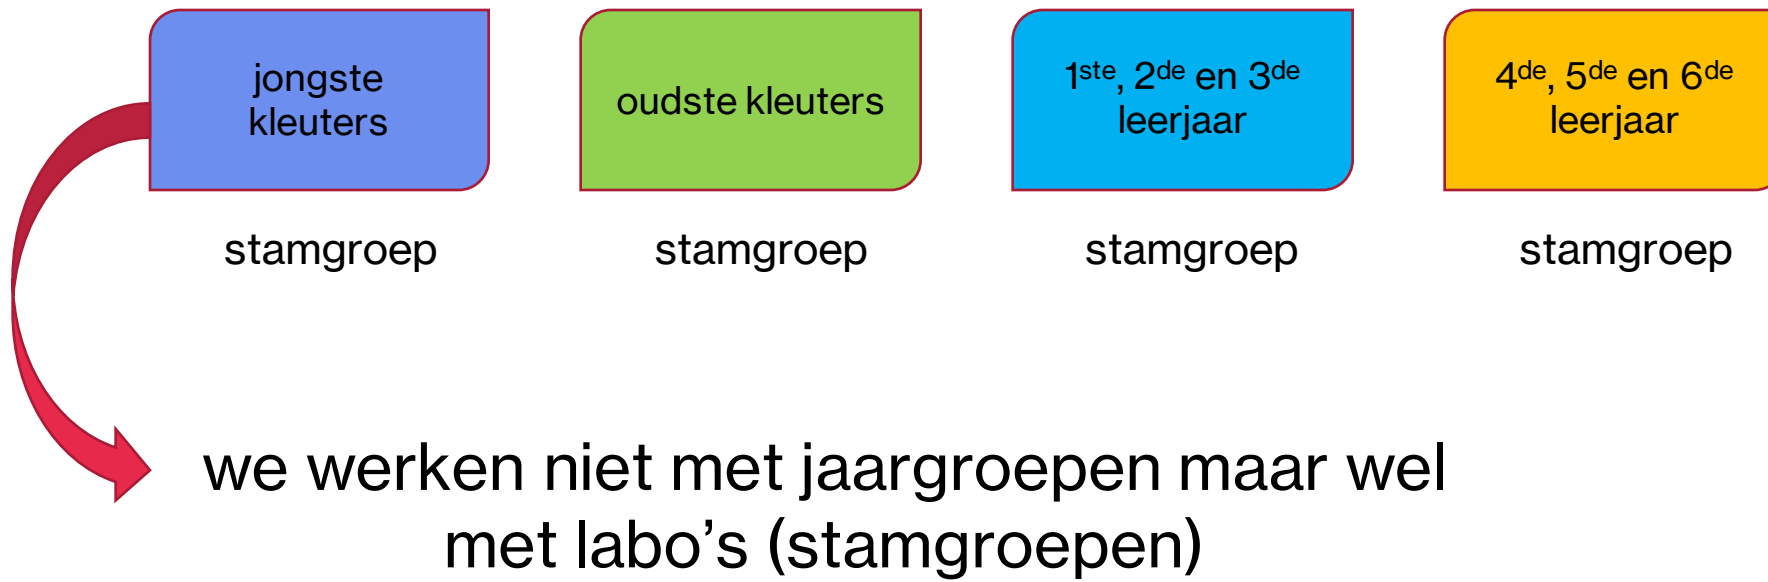 jongste
kleuters
oudste kleuters
1ste, 2de en 3de
leerjaar
4de, 5de en 6de
leerjaar
stamgroep
stamgroep
stamgroep
stamgroep
we werken niet met jaargroepen maar wel
met labo’s (stamgroepen)